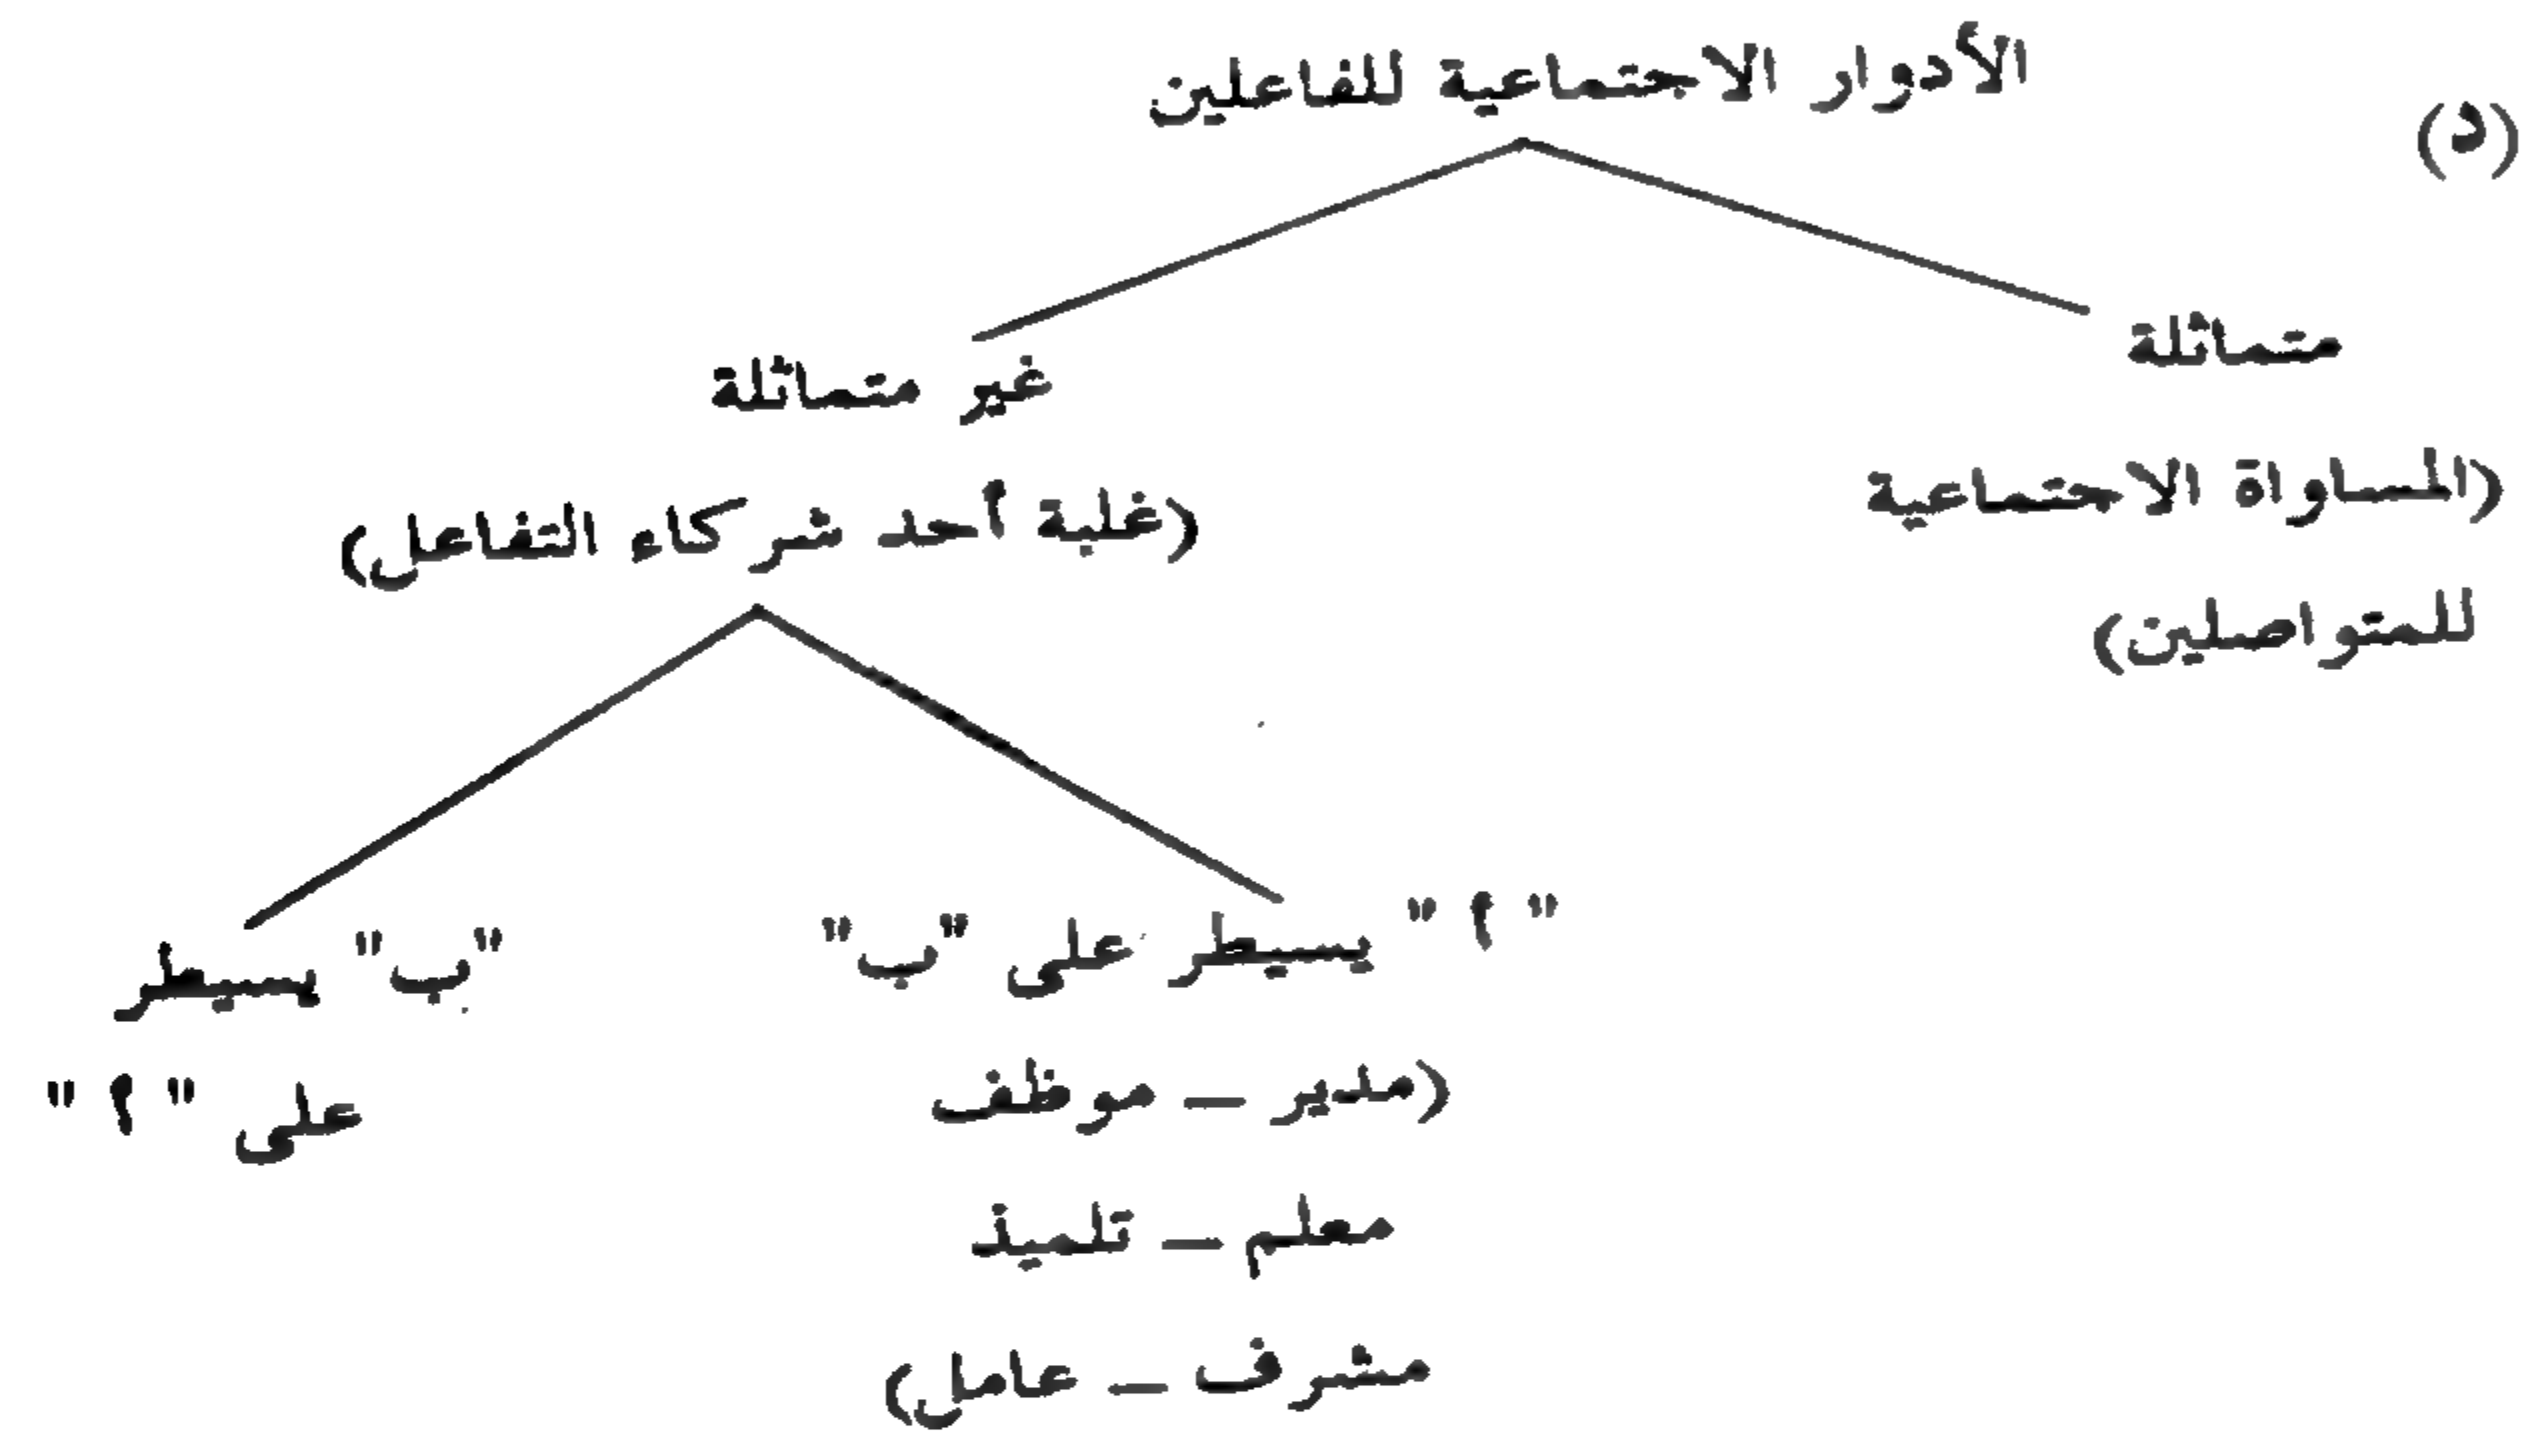 (د)
الأدوار الاجتماعية للفاعلين
متماثلة
غير متماثلة
(المساواة الاجتماعية
للمتواصلين)
(غلبة أحد شركاء التفاعل)
"أ" يسيطر على "ب"
"ب" يسيطر
على "أ"
(مدير – موظف
معلم – تلميذ
مشرف – عامل)